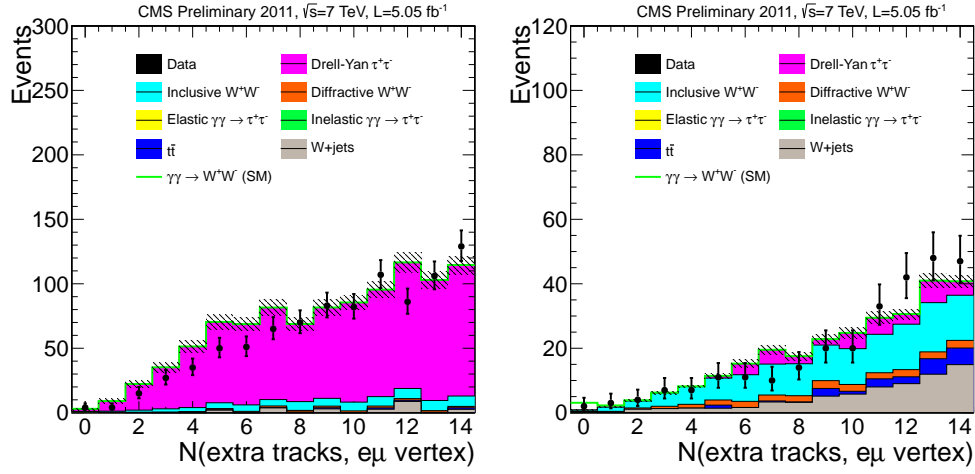 CMS Preliminary 2011, √s=7 TeV, L=5.05 fb⁻¹
Events
300
250
200
150
100
50
0
Data
Drell-Yan τ⁺τ⁻
Inclusive W⁺W⁻
Diffractive W⁺W⁻
Elastic γγ → τ⁺τ⁻
Inelastic γγ → τ⁺τ⁻
tt̄
W+jets
γγ → W⁺W⁻ (SM)
0 2 4 6 8 10 12 14
N(extra tracks, eμ vertex)
CMS Preliminary 2011, √s=7 TeV, L=5.05 fb⁻¹
Events
120
100
80
60
40
20
0
Data
Drell-Yan τ⁺τ⁻
Inclusive W⁺W⁻
Diffractive W⁺W⁻
Elastic γγ → τ⁺τ⁻
Inelastic γγ → τ⁺τ⁻
tt̄
W+jets
γγ → W⁺W⁻ (SM)
0 2 4 6 8 10 12 14
N(extra tracks, eμ vertex)